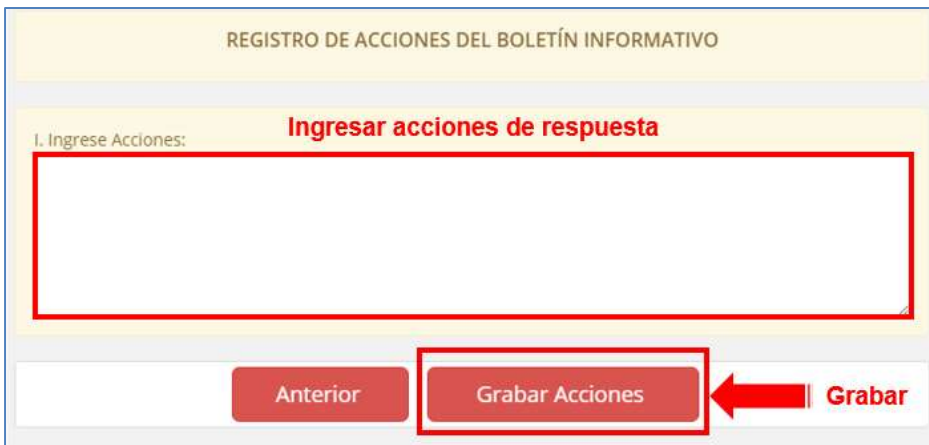 REGISTRO DE ACCIONES DEL BOLETÍN INFORMATIVO
Ingresar acciones de respuesta
I. Ingrese Acciones:
Anterior
Grabar Acciones
Grabar